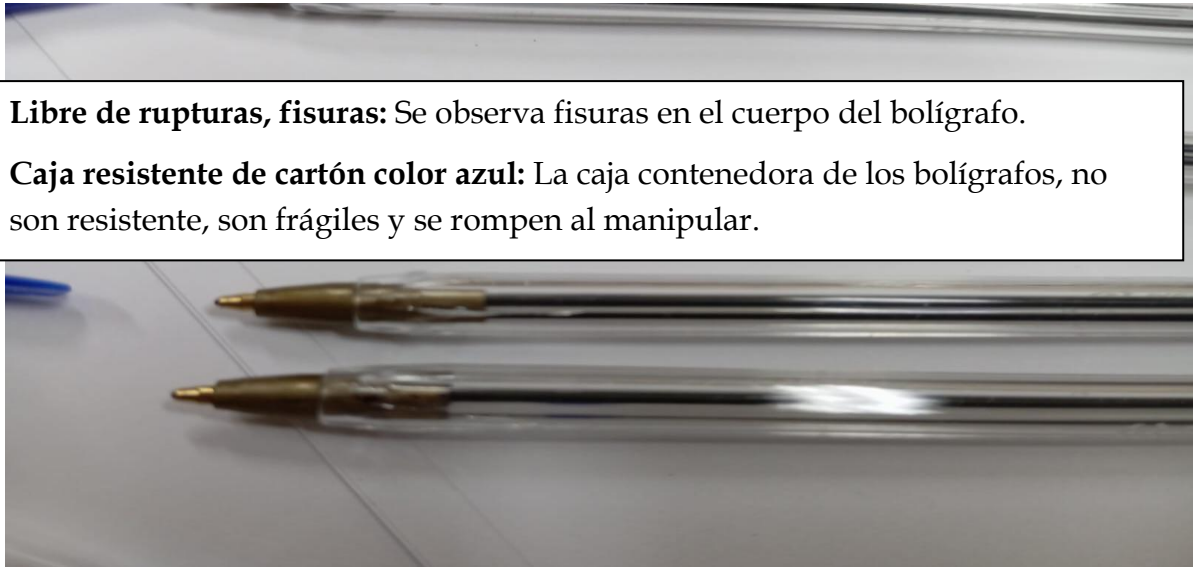 Libre de rupturas, fisuras: Se observa fisuras en el cuerpo del bolígrafo.
Caja resistente de cartón color azul: La caja contenedora de los bolígrafos, no
son resistente, son frágiles y se rompen al manipular.